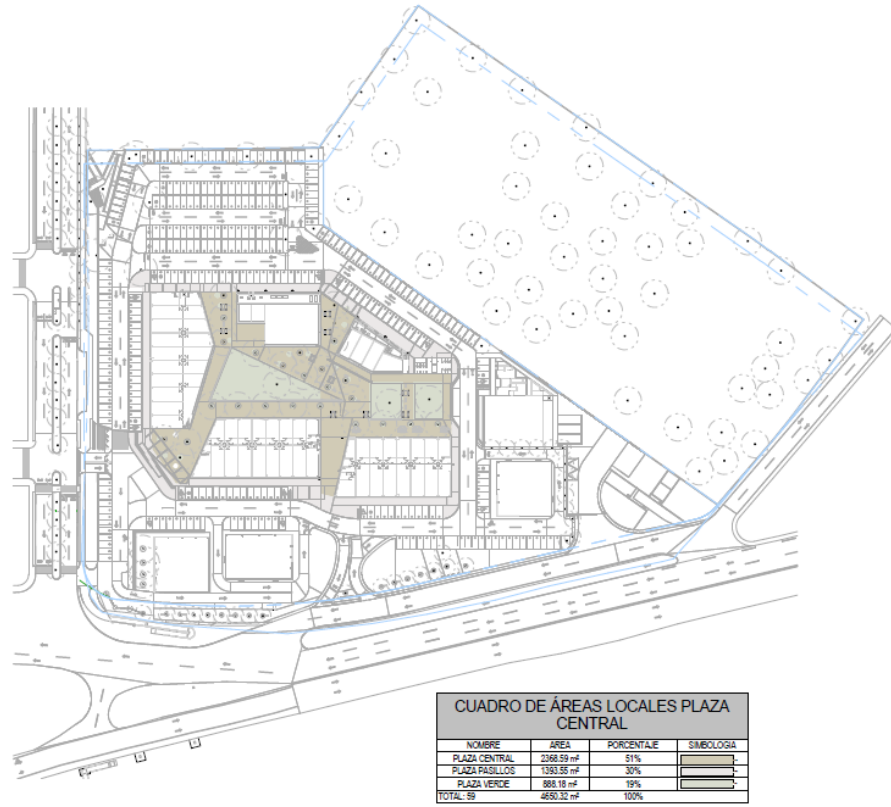 CUADRO DE ÁREAS LOCALES PLAZA
CENTRAL
NOMBRE AREA PORCENTAJE SIMBOLOGIA
PLAZA CENTRAL 2368.59 m² 51%
PLAZA PASILLOS 1393.55 m² 30%
PLAZA VERDE 888.18 m² 19%
TOTAL: 59 4650.32 m² 100%